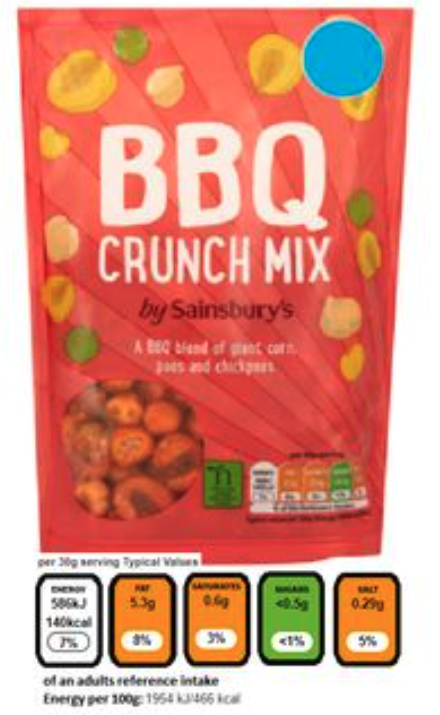 BBQ
CRUNCH MIX
by Sainsbury's
A BBQ blend of giant corn,
peas and chickpeas.
per 30g serving Typical Values
ENERGY FAT SATURATES SUGARS SALT
586kJ 5.3g 0.6g <0.5g 0.29g
140kcal
7% 8% 3% <1% 5%
of an adults reference intake
Energy per 100g: 1954 kJ/466 kcal